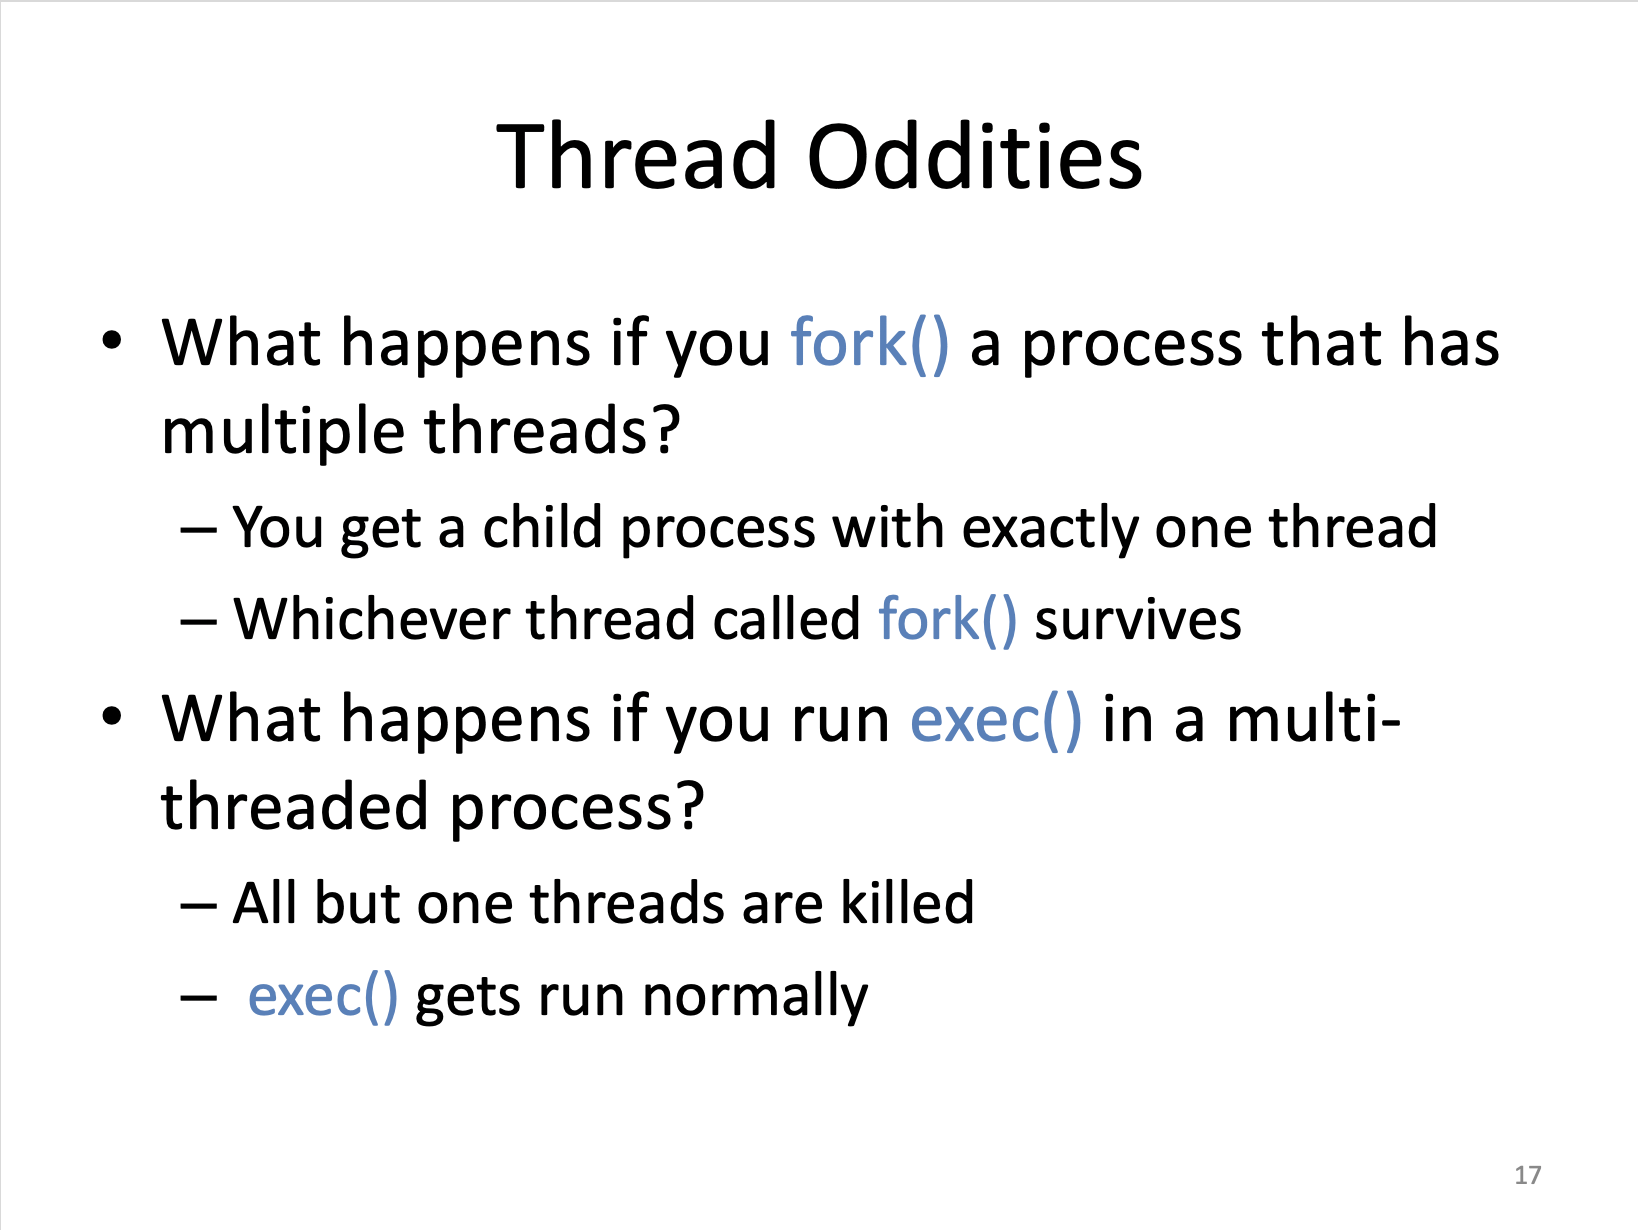 Thread Oddities
• What happens if you fork() a process that has
multiple threads?
– You get a child process with exactly one thread
– Whichever thread called fork() survives
• What happens if you run exec() in a multi-
threaded process?
– All but one threads are killed
– exec() gets run normally
17